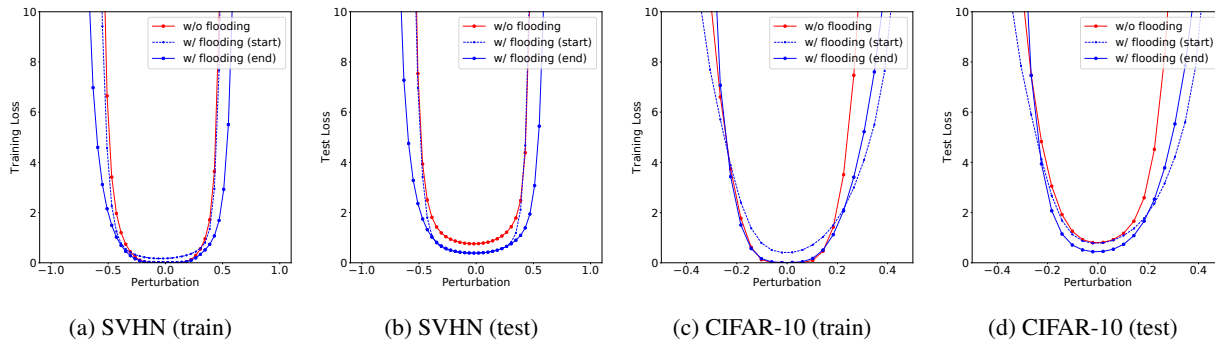 10
8
6
4
2
0
Training Loss
w/o flooding
w/ flooding (start)
w/ flooding (end)
−1.0 −0.5 0.0 0.5 1.0
Perturbation
(a) SVHN (train)
10
8
6
4
2
0
Test Loss
w/o flooding
w/ flooding (start)
w/ flooding (end)
−1.0 −0.5 0.0 0.5 1.0
Perturbation
(b) SVHN (test)
10
8
6
4
2
0
Training Loss
w/o flooding
w/ flooding (start)
w/ flooding (end)
−0.4 −0.2 0.0 0.2 0.4
Perturbation
(c) CIFAR-10 (train)
10
8
6
4
2
0
Test Loss
w/o flooding
w/ flooding (start)
w/ flooding (end)
−0.4 −0.2 0.0 0.2 0.4
Perturbation
(d) CIFAR-10 (test)